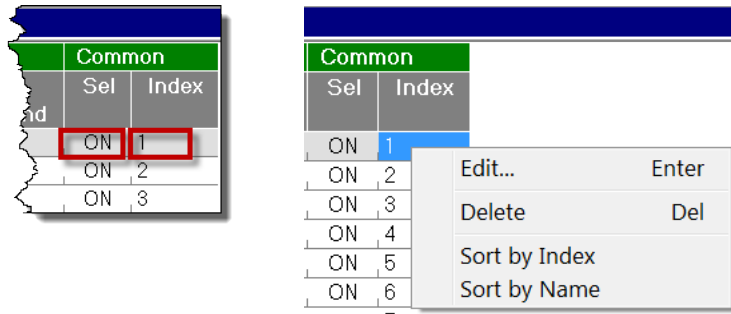 Common
Sel Index
nd
ON 1
ON 2
ON 3
Common
Sel Index
ON 1
ON 2
ON 3
ON 4
ON 5
ON 6
Edit... Enter
Delete Del
Sort by Index
Sort by Name